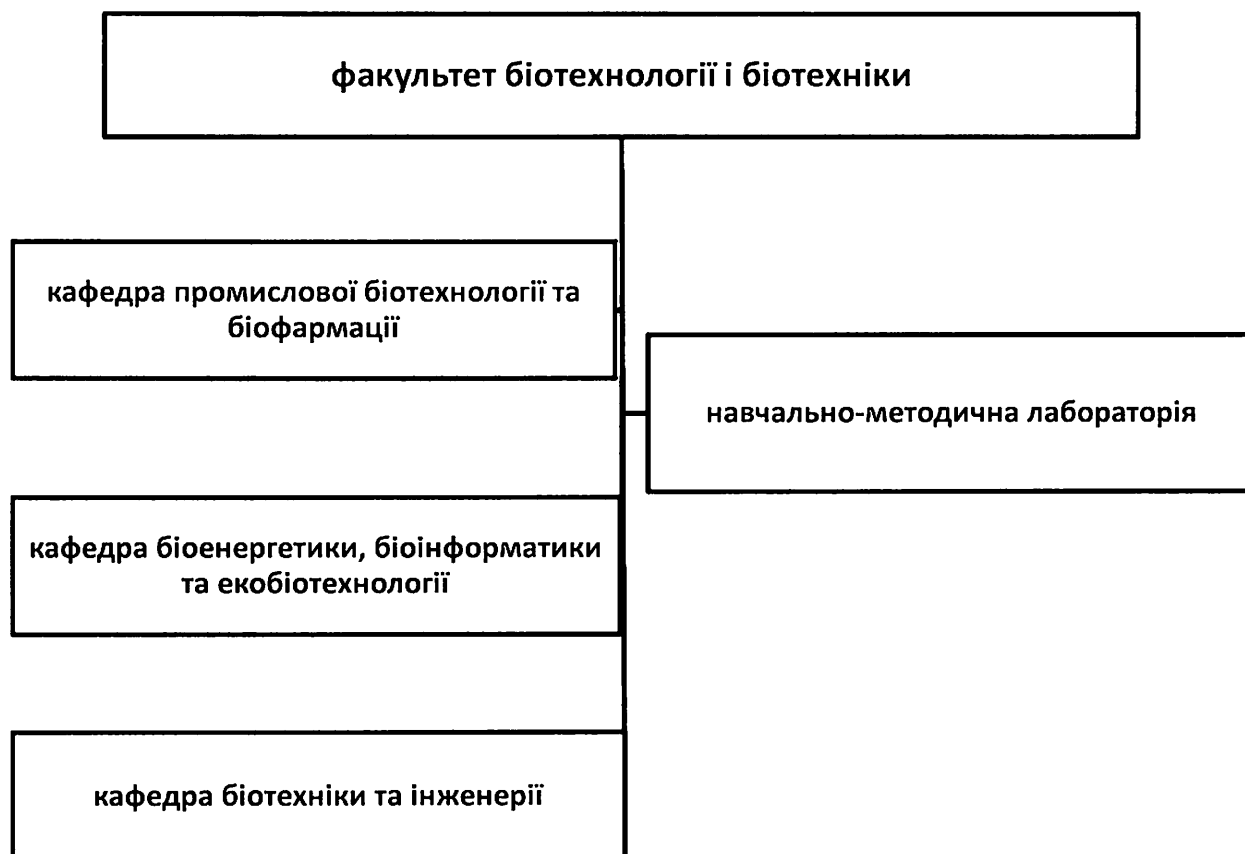 факультет біотехнології і біотехніки
кафедра промислової біотехнології та
біофармації
навчально-методична лабораторія
кафедра біоенергетики, біоінформатики
та екобіотехнології
кафедра біотехніки та інженерії